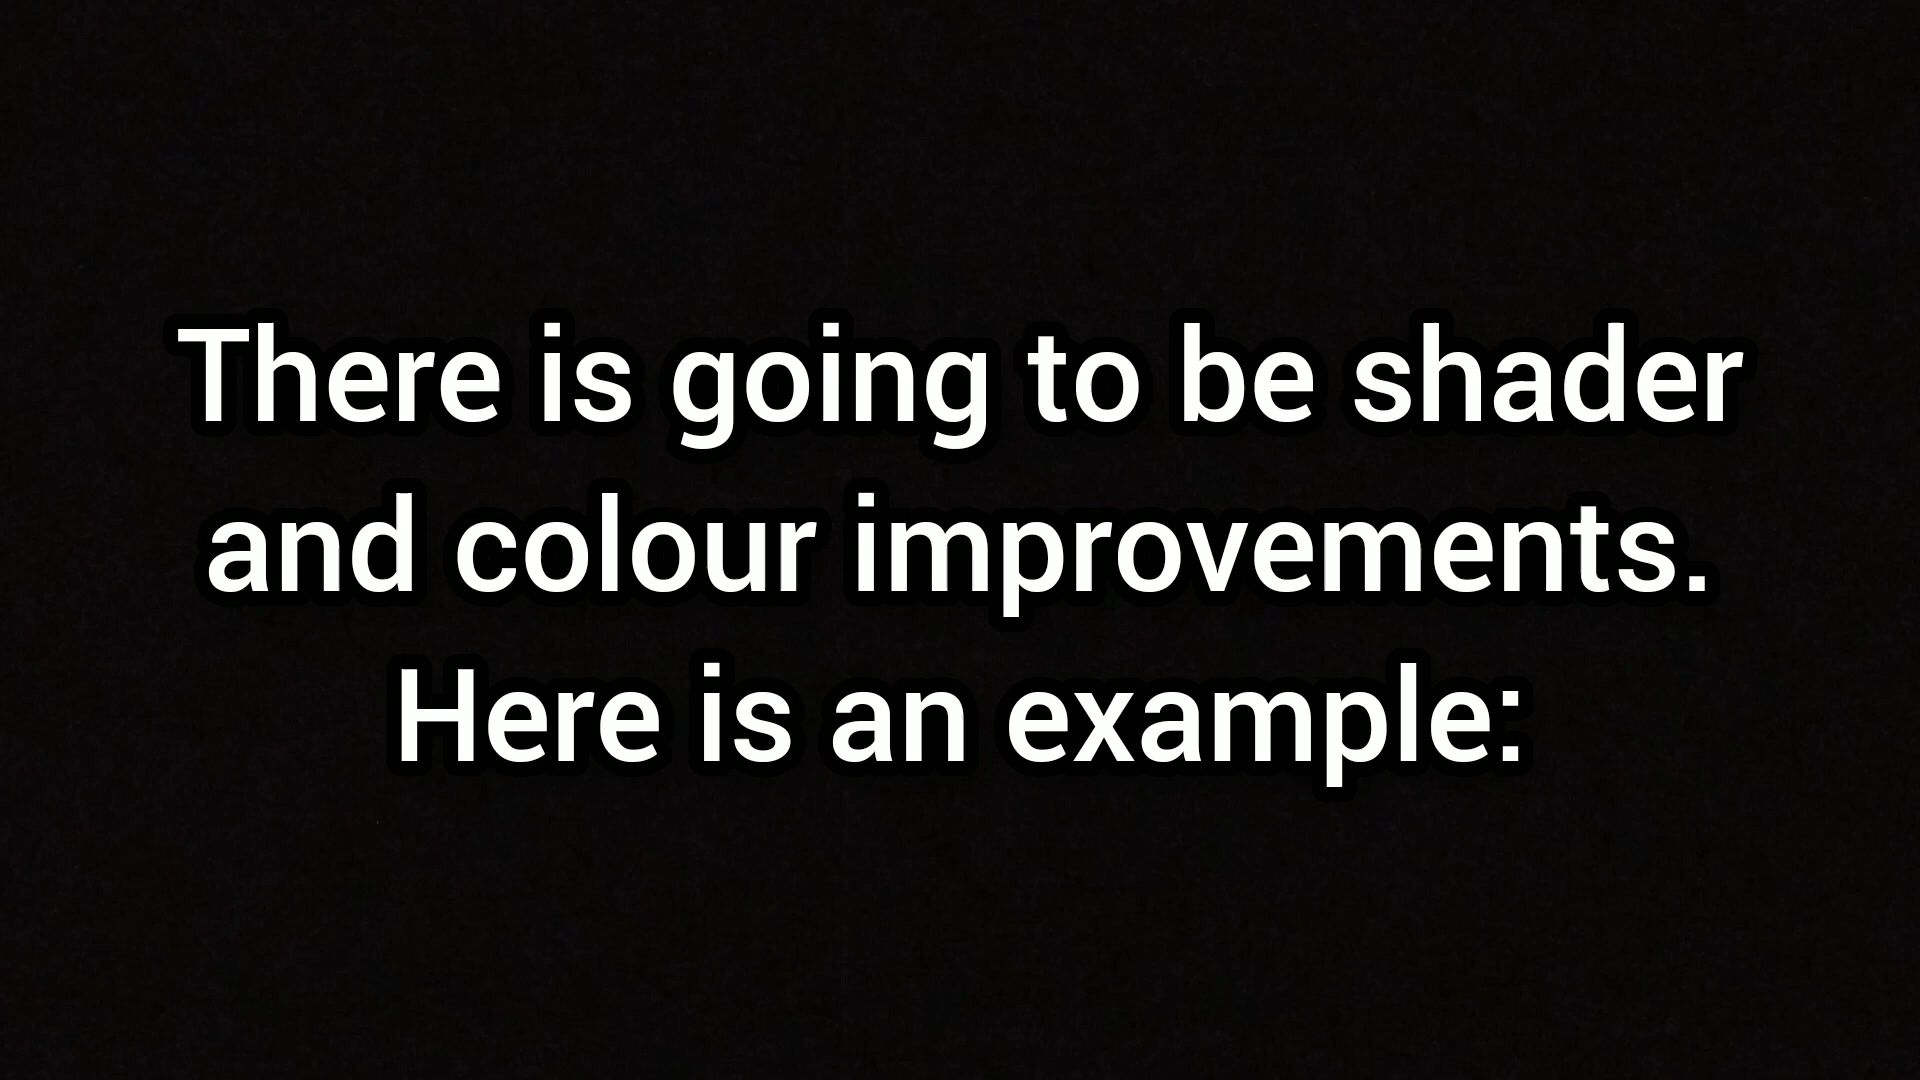 There is going to be shader
and colour improvements.
Here is an example: